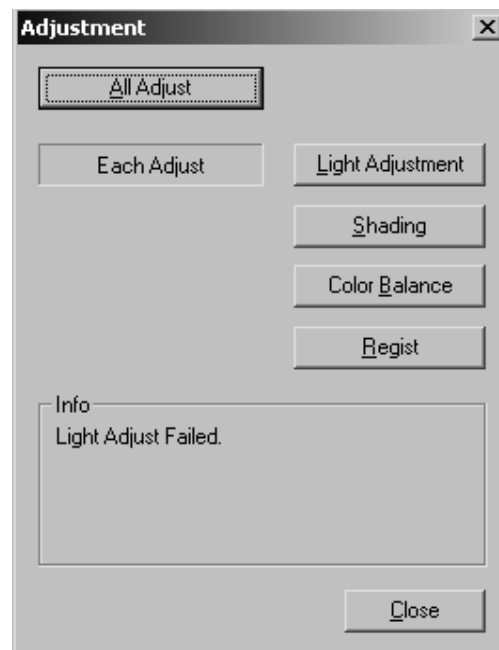 Adjustment
All Adjust
Each Adjust
Light Adjustment
Shading
Color Balance
Regist
Info
Light Adjust Failed.
Close